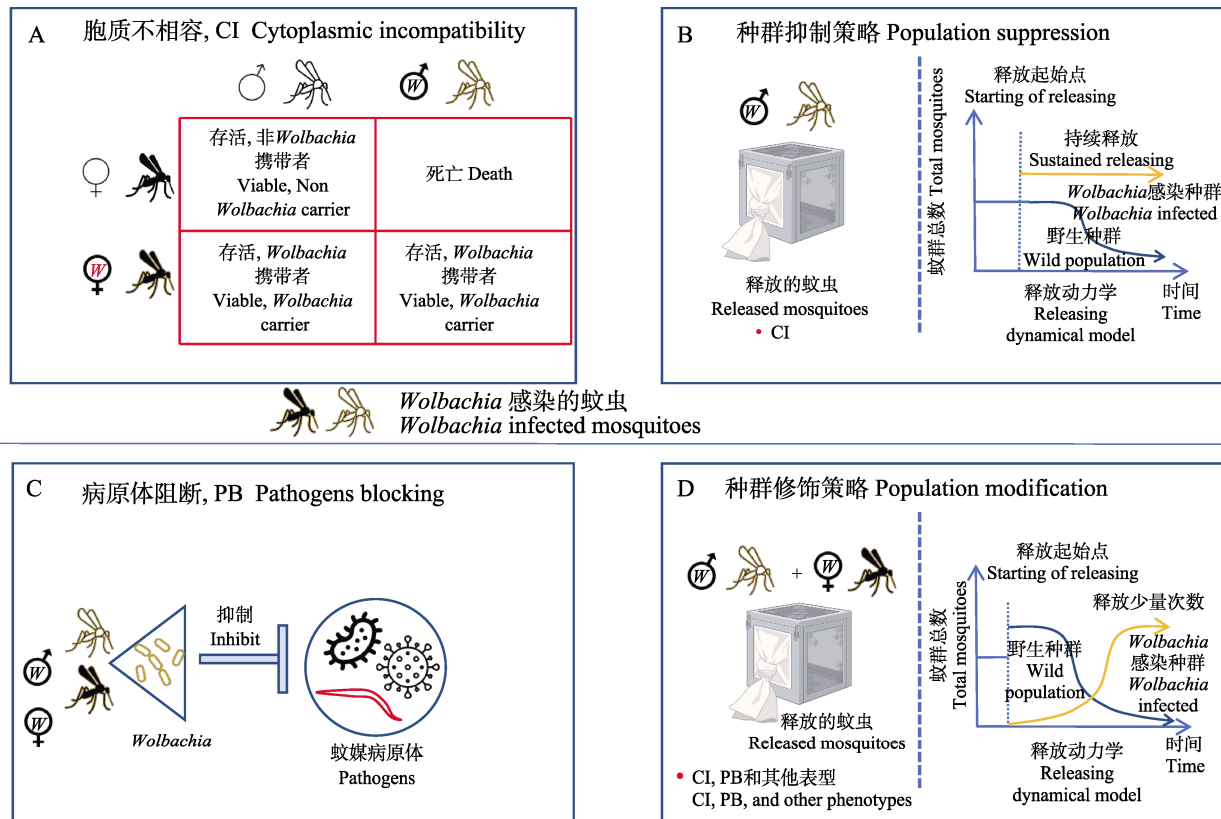 A 胞质不相容, CI Cytoplasmic incompatibility
W
存活, 非Wolbachia
携带者
Viable, Non
Wolbachia carrier
死亡 Death
W
存活, Wolbachia
携带者
Viable, Wolbachia
carrier
存活, Wolbachia
携带者
Viable, Wolbachia
carrier
B 种群抑制策略 Population suppression
W
释放的蚊虫
Released mosquitoes
• CI
蚊群总数 Total mosquitoes
释放起始点
Starting of releasing
持续释放
Sustained releasing
Wolbachia感染种群
Wolbachia infected
野生种群
Wild population
释放动力学
Releasing
dynamical model
时间
Time
Wolbachia 感染的蚊虫
Wolbachia infected mosquitoes
C 病原体阻断, PB Pathogens blocking
W
W
Wolbachia
抑制
Inhibit
蚊媒病原体
Pathogens
D 种群修饰策略 Population modification
W + W
释放的蚊虫
Released mosquitoes
• CI, PB和其他表型
CI, PB, and other phenotypes
蚊群总数
Total mosquitoes
释放起始点
Starting of releasing
释放少量次数
野生种群
Wild
population
Wolbachia
感染种群
Wolbachia
infected
释放动力学
Releasing
dynamical model
时间
Time